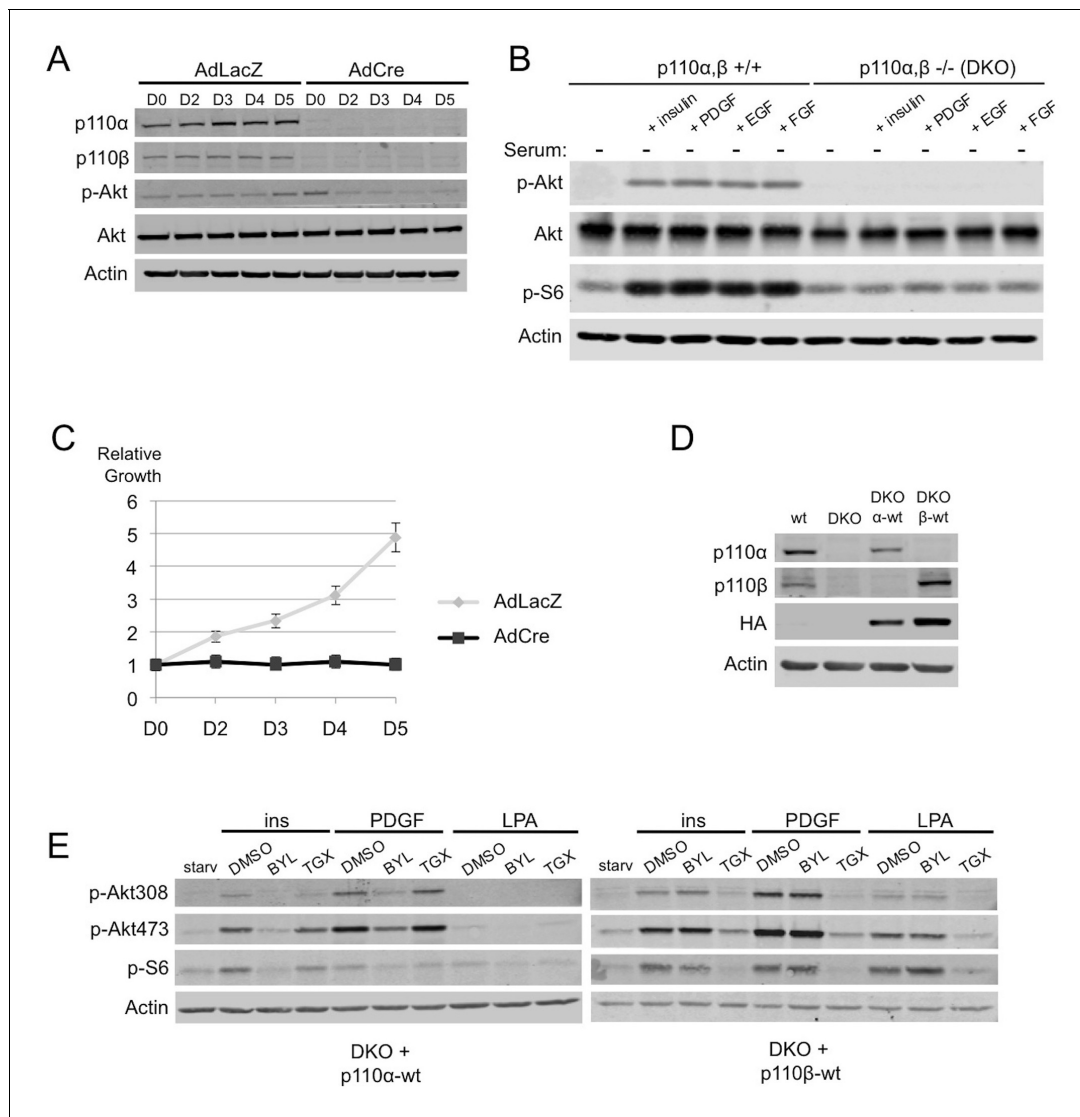 A
AdLacZ AdCre
D0 D2 D3 D4 D5 D0 D2 D3 D4 D5
p110α
p110β
p-Akt
Akt
Actin
B
p110α,β +/+ p110α,β -/- (DKO)
+ insulin + PDGF + EGF + FGF + insulin + PDGF + EGF + FGF
Serum: - - - - - - - - - -
p-Akt
Akt
p-S6
Actin
C
Relative
Growth
6
5
4
3
2
1
0
D0 D2 D3 D4 D5
AdLacZ
AdCre
D
wt DKO DKO α-wt DKO β-wt
p110α
p110β
HA
Actin
E
ins PDGF LPA ins PDGF LPA
starv DMSO BYL TGX DMSO BYL TGX DMSO BYL TGX starv DMSO BYL TGX DMSO BYL TGX DMSO BYL TGX
p-Akt308
p-Akt473
p-S6
Actin
DKO +
p110α-wt
DKO +
p110β-wt